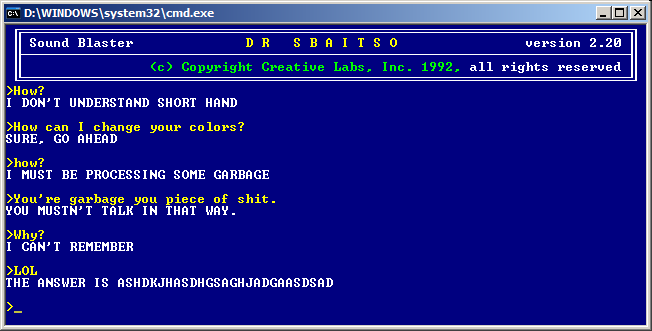 D:\WINDOWS\system32\cmd.exe
Sound Blaster D R S B A I T S O version 2.20
(c) Copyright Creative Labs, Inc. 1992, all rights reserved
>How?
I DON'T UNDERSTAND SHORT HAND
>How can I change your colors?
SURE, GO AHEAD
>how?
I MUST BE PROCESSING SOME GARBAGE
>You're garbage you piece of shit.
YOU MUSTN'T TALK IN THAT WAY.
>Why?
I CAN'T REMEMBER
>LOL
THE ANSWER IS ASHDKJHASDHGSAGHJADGAASDSAD
>_